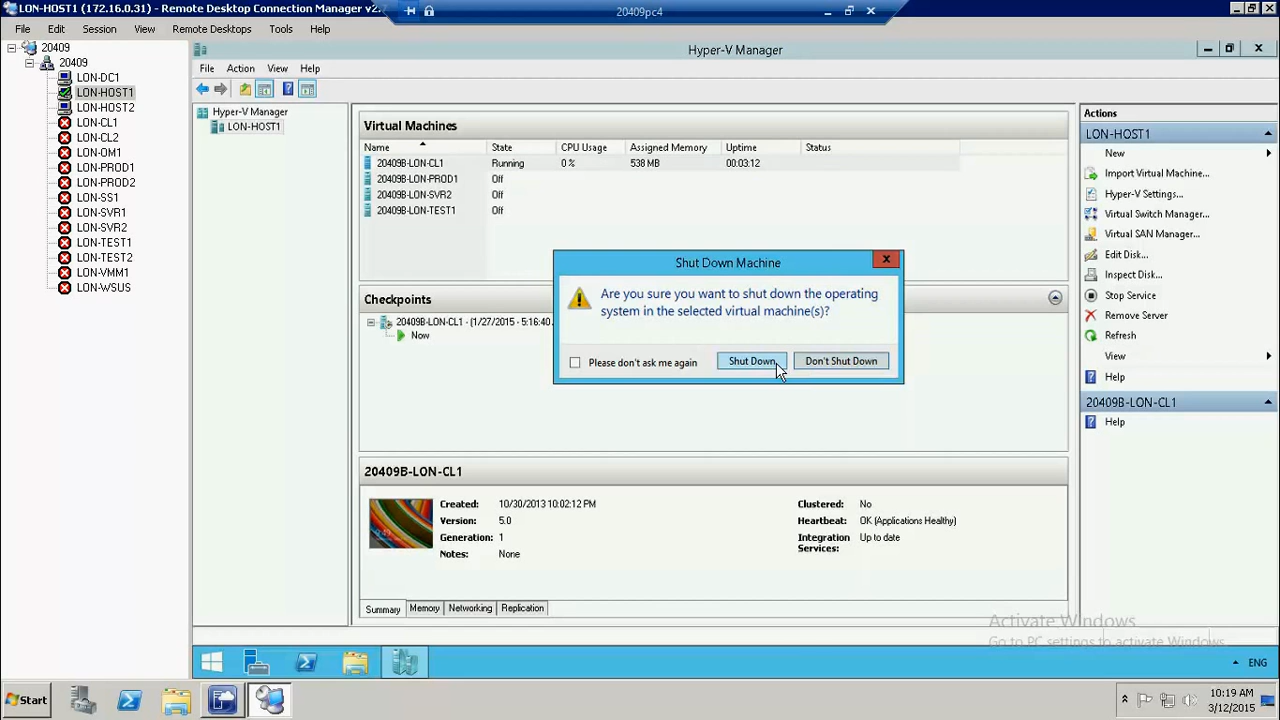 LON-HOST1 (172.16.0.31) - Remote Desktop Connection Manager v2.
20409pc4
File Edit Session View Remote Desktops Tools Help
20409
20409
LON-DC1
LON-HOST1
LON-HOST2
LON-CL1
LON-CL2
LON-OM1
LON-PROD1
LON-PROD2
LON-SS1
LON-SVR1
LON-SVR2
LON-TEST1
LON-TEST2
LON-VMM1
LON-WSUS
Hyper-V Manager
File Action View Help
Hyper-V Manager
LON-HOST1
Virtual Machines
Name State CPU Usage Assigned Memory Uptime Status
20409B-LON-CL1 Running 0 % 538 MB 00:03:12
20409B-LON-PROD1 Off
20409B-LON-SVR2 Off
20409B-LON-TEST1 Off
Checkpoints
20409B-LON-CL1 - (1/27/2015 - 5:16:40
Now
Shut Down Machine
Are you sure you want to shut down the operating
system in the selected virtual machine(s)?
Please don't ask me again
Shut Down
Don't Shut Down
20409B-LON-CL1
Created: 10/30/2013 10:02:12 PM
Version: 5.0
Generation: 1
Notes: None
Clustered: No
Heartbeat: OK (Applications Healthy)
Integration Up to date
Services:
Summary Memory Networking Replication
Actions
LON-HOST1
New
Import Virtual Machine...
Hyper-V Settings...
Virtual Switch Manager...
Virtual SAN Manager...
Edit Disk...
Inspect Disk...
Stop Service
Remove Server
Refresh
View
Help
20409B-LON-CL1
Help
Activate Windows
Go to PC settings to activate Windows.
ENG
Start
10:19 AM
3/12/2015